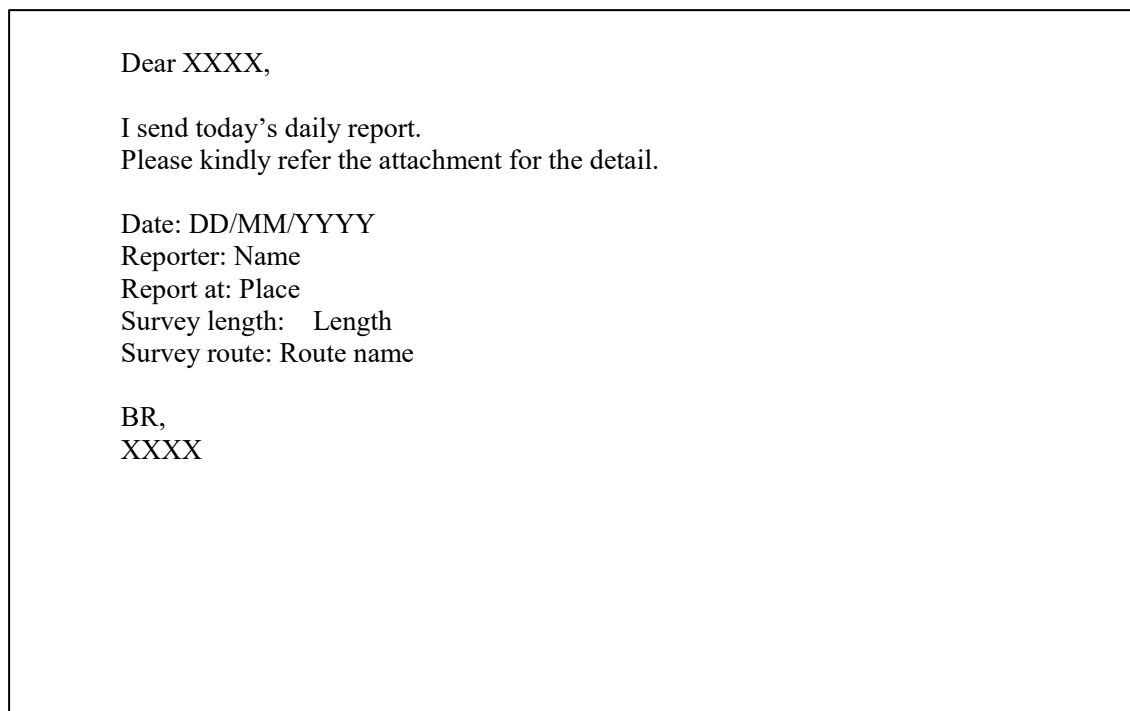 Dear XXXX,
I send today’s daily report.
Please kindly refer the attachment for the detail.
Date: DD/MM/YYYY
Reporter: Name
Report at: Place
Survey length:    Length
Survey route: Route name
BR,
XXXX